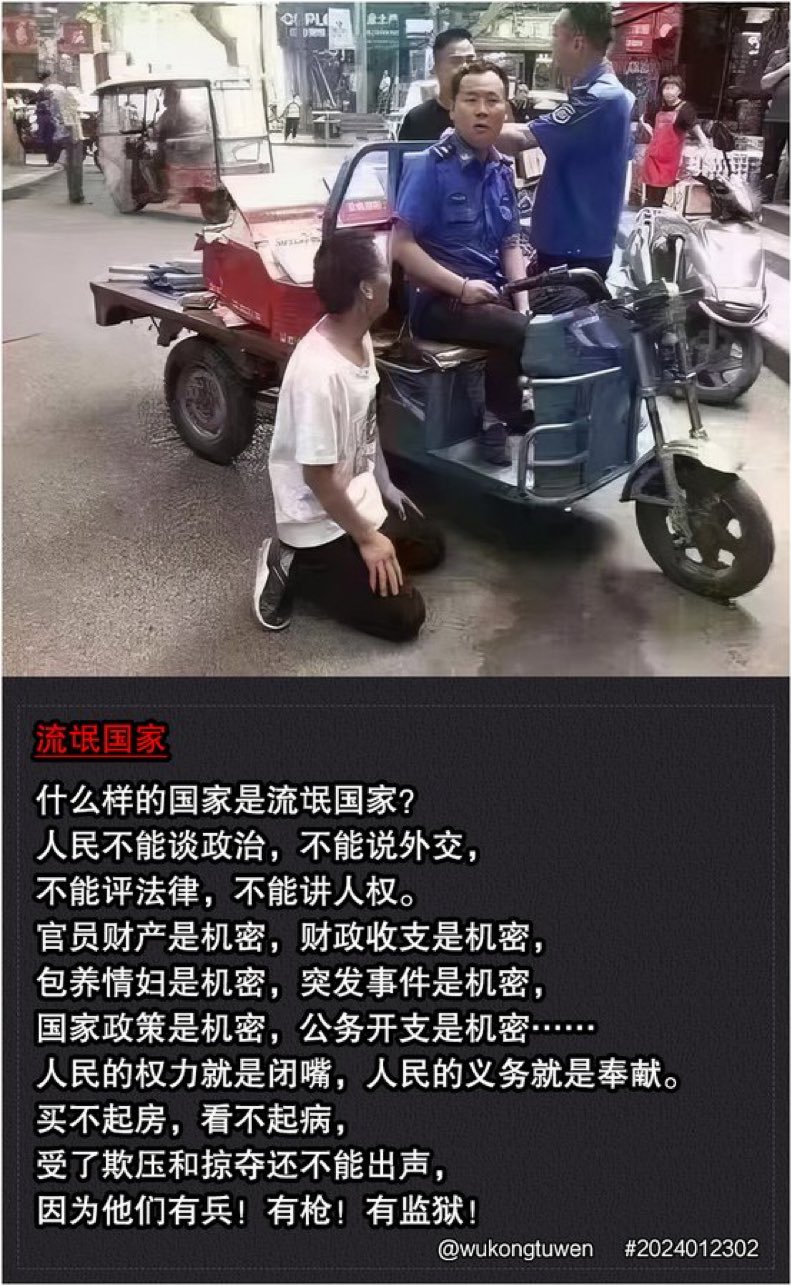 流氓国家
什么样的国家是流氓国家?
人民不能谈政治，不能说外交，
不能评法律，不能讲人权。
官员财产是机密，财政收支是机密，
包养情妇是机密，突发事件是机密，
国家政策是机密，公务开支是机密……
人民的权力就是闭嘴，人民的义务就是奉献。
买不起房，看不起病，
受了欺压和掠夺还不能出声，
因为他们有兵！有枪！有监狱！
@wukongtuwen #2024012302